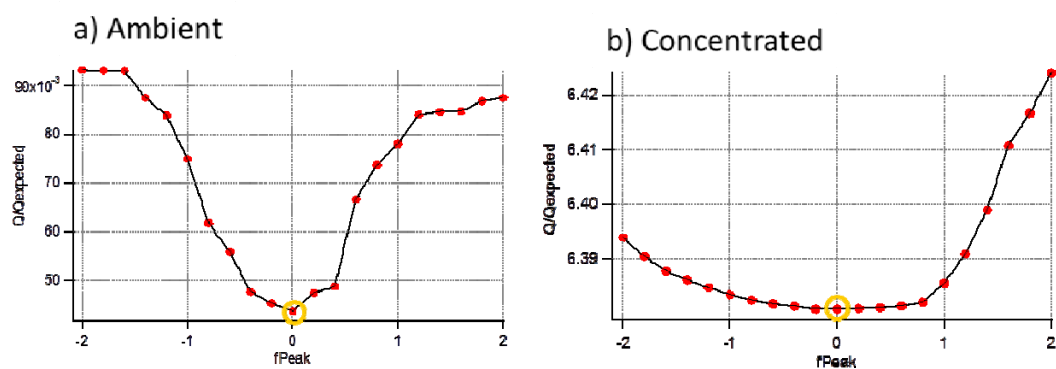 a) Ambient
90x10⁻³
80
70
60
50
Q/Qexpected
-2
-1
0
1
2
fPeak
b) Concentrated
6.42
6.41
6.40
6.39
Q/Qexpected
-2
-1
0
1
2
fPeak